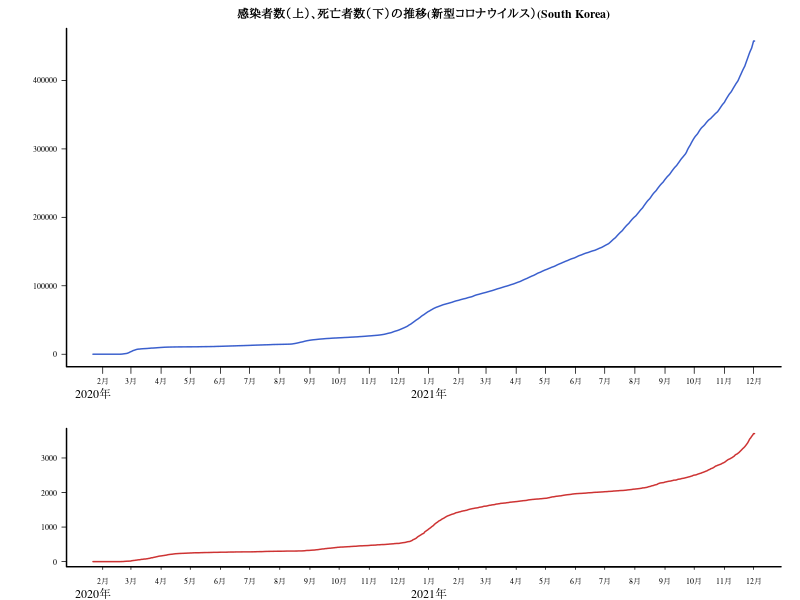 感染者数（上）、死亡者数（下）の推移(新型コロナウイルス）(South Korea)
400000
300000
200000
100000
0
2月 3月 4月 5月 6月 7月 8月 9月 10月 11月 12月 1月 2月 3月 4月 5月 6月 7月 8月 9月 10月 11月 12月
2020年 2021年
3000
2000
1000
0
2月 3月 4月 5月 6月 7月 8月 9月 10月 11月 12月 1月 2月 3月 4月 5月 6月 7月 8月 9月 10月 11月 12月
2020年 2021年